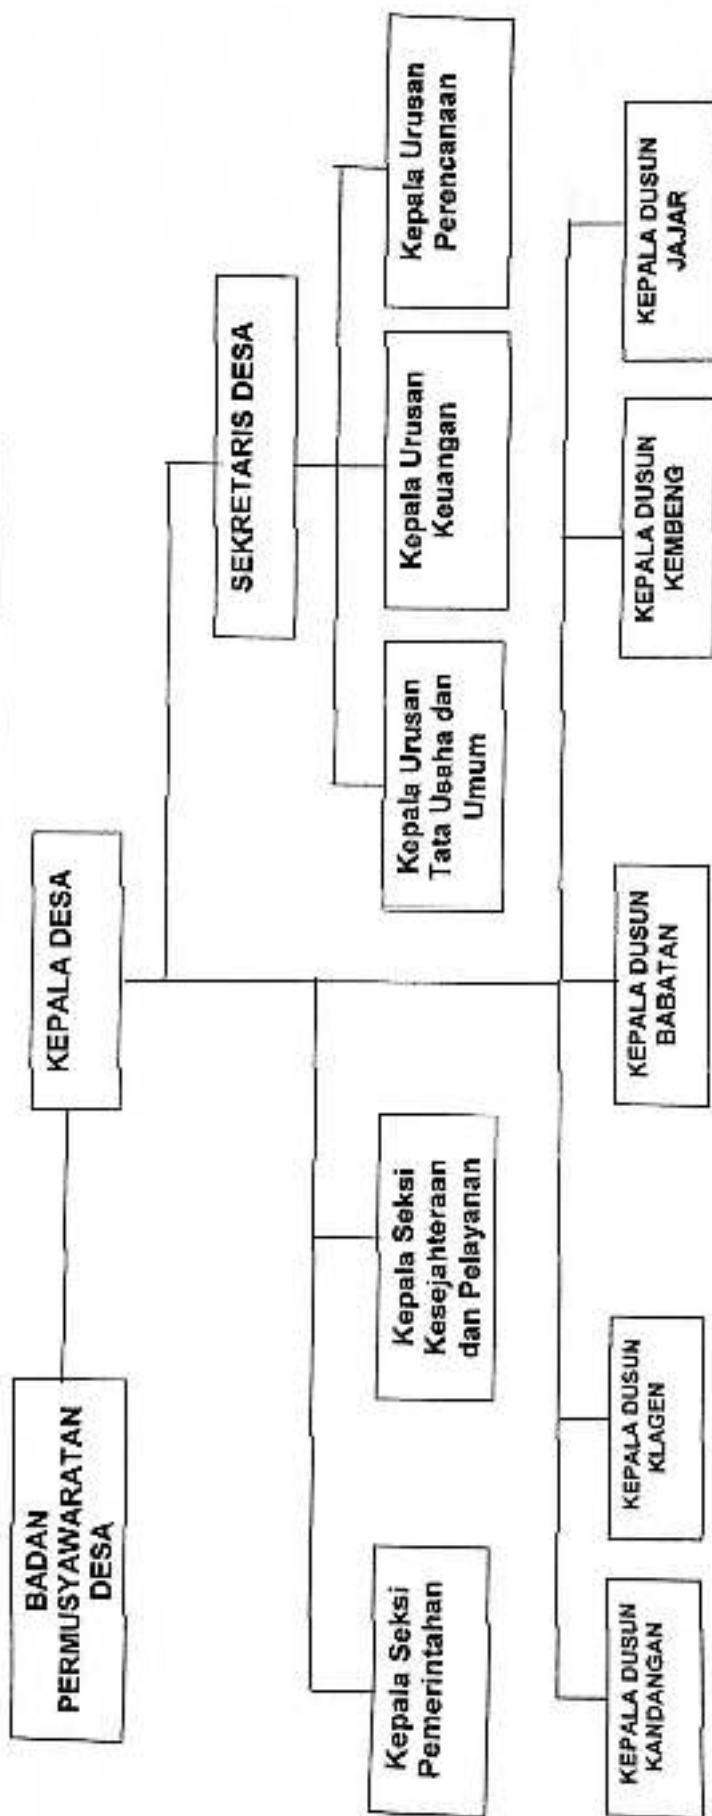 BADAN
PERMUSYAWARATAN
DESA
KEPALA DESA
SEKRETARIS DESA
Kepala Seksi
Pemerintahan
Kepala Seksi
Kesejahteraan
dan Pelayanan
Kepala Urusan
Tata Usaha dan
Umum
Kepala Urusan
Keuangan
Kepala Urusan
Perencanaan
KEPALA DUSUN
KANDANGAN
KEPALA DUSUN
KLAGEN
KEPALA DUSUN
BABATAN
KEPALA DUSUN
KEMBENG
KEPALA DUSUN
JAJAR